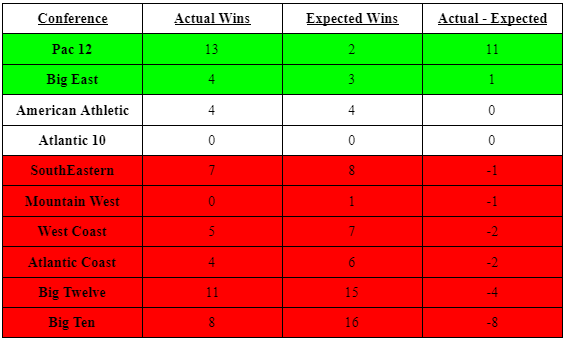 Conference Actual Wins Expected Wins Actual - Expected
Pac 12 13 2 11
Big East 4 3 1
American Athletic 4 4 0
Atlantic 10 0 0 0
SouthEastern 7 8 -1
Mountain West 0 1 -1
West Coast 5 7 -2
Atlantic Coast 4 6 -2
Big Twelve 11 15 -4
Big Ten 8 16 -8